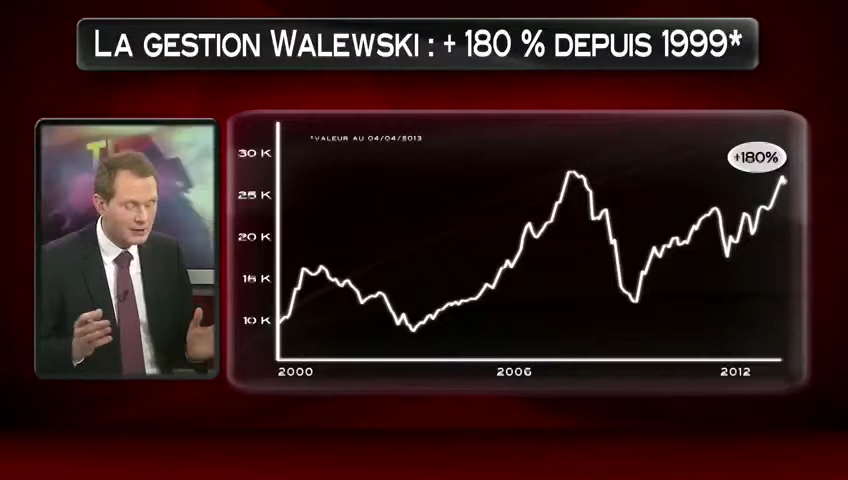 LA GESTION WALEWSKI : + 180 % DEPUIS 1999*
*VALEUR AU 04/04/2013
+180%
30 K
25 K
20 K
15 K
10 K
2000 2006 2012